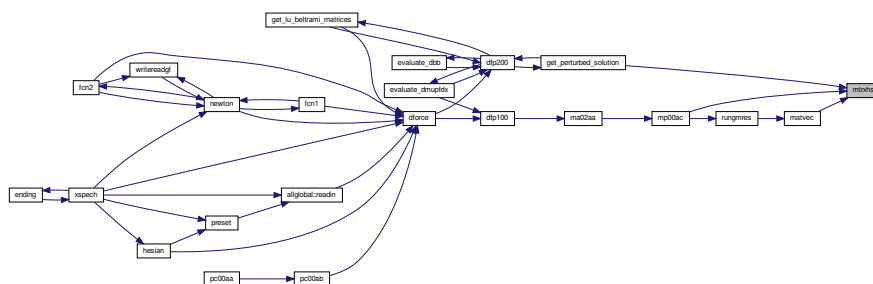 get_lu_beltrami_matrices
evaluate_dbb
dfp200
get_perturbed_solution
writereadgf
fcn2
evaluate_dmupfdx
mtrxhs
newton
fcn1
dforce
dfp100
ma02aa
mp00ac
rungmres
matvec
ending
xspech
allglobal::readin
preset
hesian
pc00aa
pc00ab